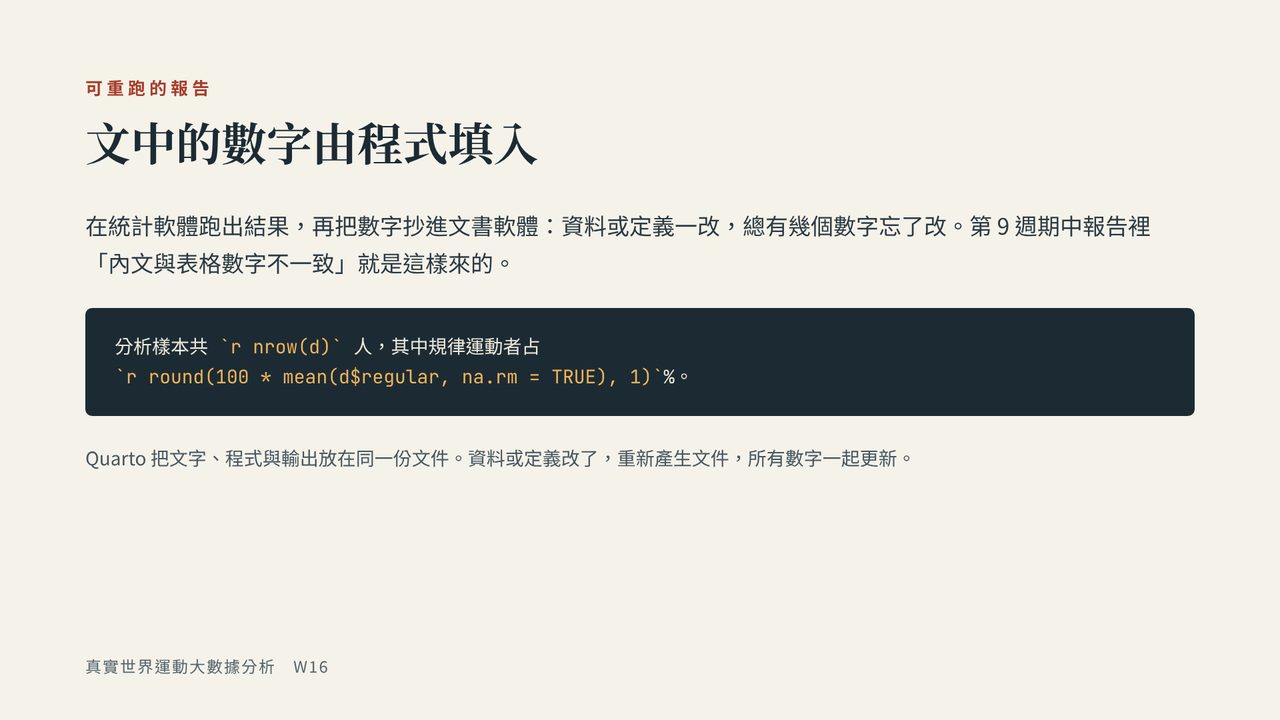 可重跑的報告
文中的數字由程式填入
在統計軟體跑出結果，再把數字抄進文書軟體：資料或定義一改，總有幾個數字忘了改。第 9 週期中報告裡
「內文與表格數字不一致」就是這樣來的。
分析樣本共 `r nrow(d)` 人，其中規律運動者占
`r round(100 * mean(d$regular, na.rm = TRUE), 1)`%。
Quarto 把文字、程式與輸出放在同一份文件。資料或定義改了，重新產生文件，所有數字一起更新。
真實世界運動大數據分析　W16